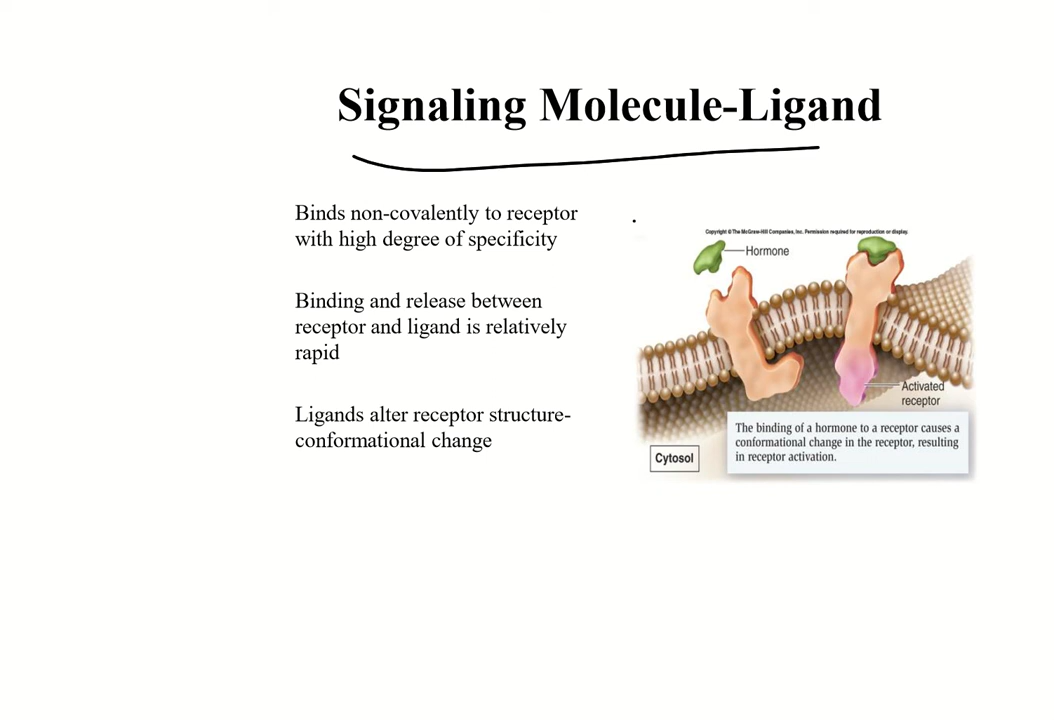 Signaling Molecule-Ligand
Binds non-covalently to receptor
with high degree of specificity
Binding and release between
receptor and ligand is relatively
rapid
Ligands alter receptor structure-
conformational change
Copyright © The McGraw-Hill Companies, Inc. Permission required for reproduction or display.
Hormone
Activated
receptor
The binding of a hormone to a receptor causes a
conformational change in the receptor, resulting
in receptor activation.
Cytosol